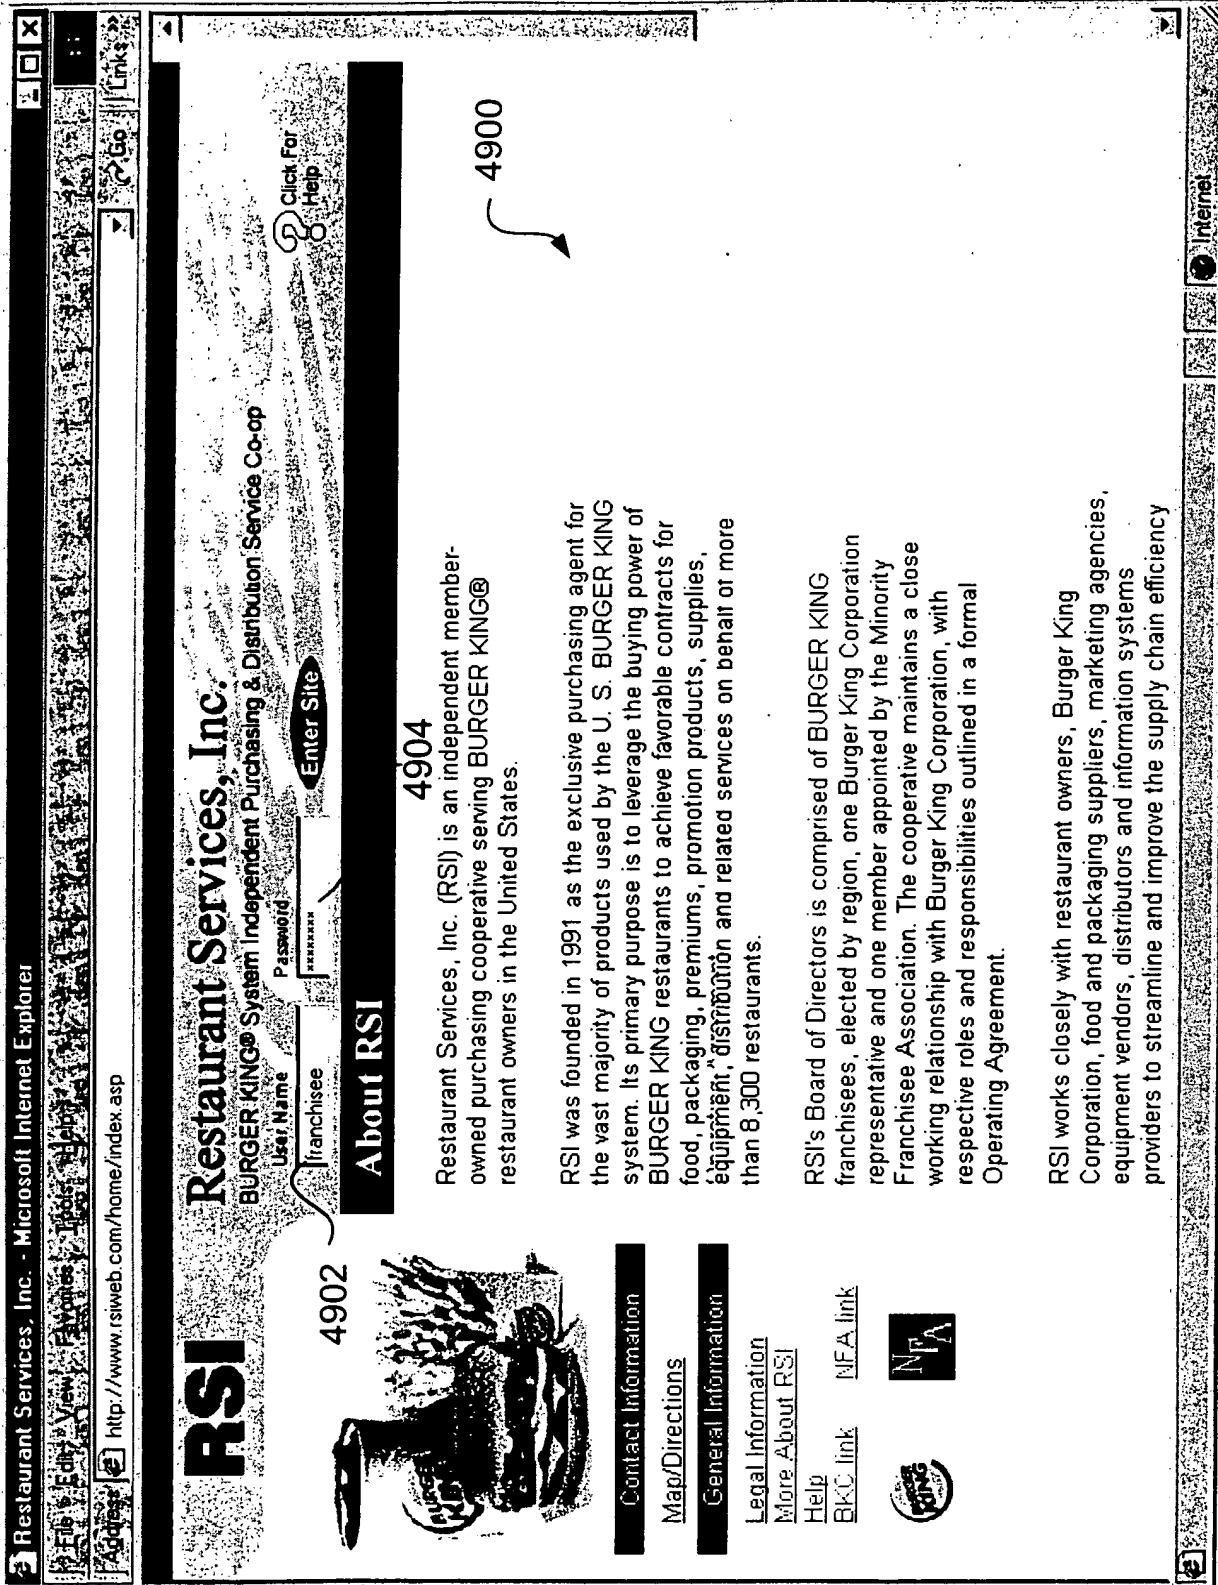 Restaurant Services, Inc. - Microsoft Internet Explorer
File Edit View Favorites Tools Help
Address http://www.rsiweb.com/home/index.asp Go Links »
RSI
Restaurant Services, Inc.
BURGER KING® System Independent Purchasing & Distribution Service Co-op
User Name Password
franchisee ******** Enter Site
Click For
Help
4902
4904
4900
About RSI
BURGER
Contact Information
Map/Directions
General Information
Legal Information
More About RSI
Help
BKC link NFA link
BURGER
KING
NFA
Restaurant Services, Inc. (RSI) is an independent member-
owned purchasing cooperative serving BURGER KING®
restaurant owners in the United States.
RSI was founded in 1991 as the exclusive purchasing agent for
the vast majority of products used by the U. S. BURGER KING
system. Its primary purpose is to leverage the buying power of
BURGER KING restaurants to achieve favorable contracts for
food, packaging, premiums, promotion products, supplies,
equipment, distribution and related services on behalf of more
than 8,300 restaurants.
RSI's Board of Directors is comprised of BURGER KING
franchisees, elected by region, one Burger King Corporation
representative and one member appointed by the Minority
Franchisee Association. The cooperative maintains a close
working relationship with Burger King Corporation, with
respective roles and responsibilities outlined in a formal
Operating Agreement.
RSI works closely with restaurant owners, Burger King
Corporation, food and packaging suppliers, marketing agencies,
equipment vendors, distributors and information systems
providers to streamline and improve the supply chain efficiency
Internet